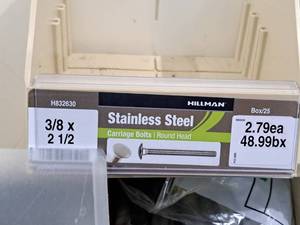 H832630
HILLMAN
Box/25
3/8 x
2 1/2
Stainless Steel
Carriage Bolts | Round Head
2.79ea
48.99bx